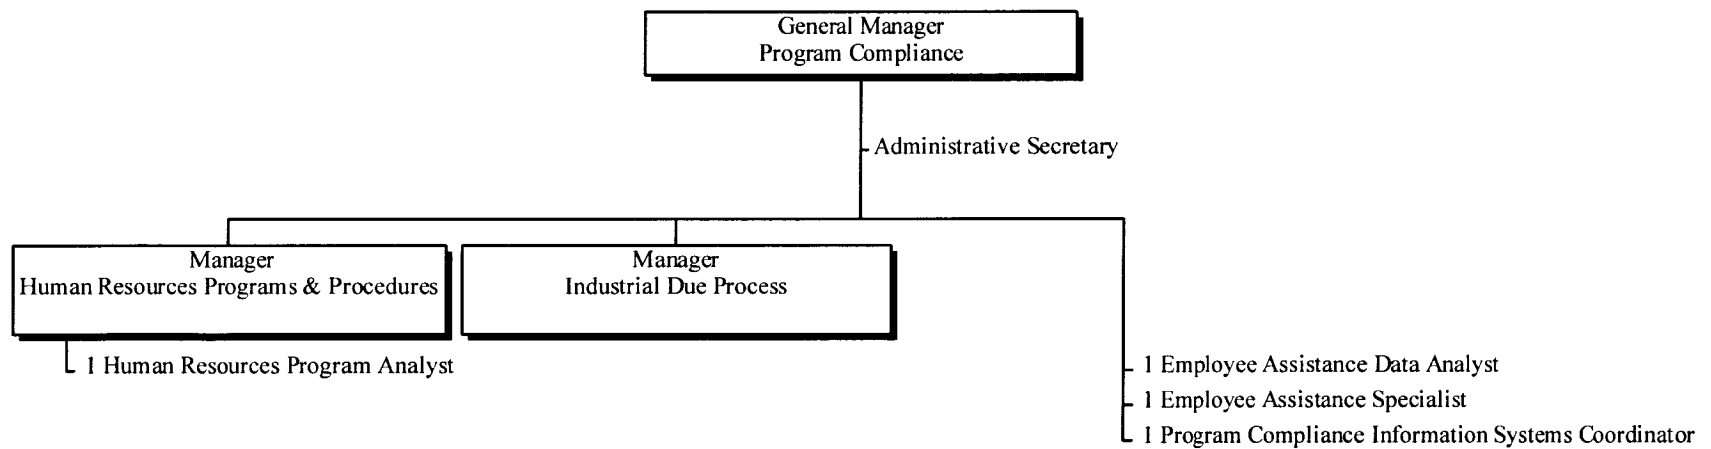 General Manager
Program Compliance
Administrative Secretary
Manager
Human Resources Programs & Procedures
Manager
Industrial Due Process
1 Human Resources Program Analyst
1 Employee Assistance Data Analyst
1 Employee Assistance Specialist
1 Program Compliance Information Systems Coordinator